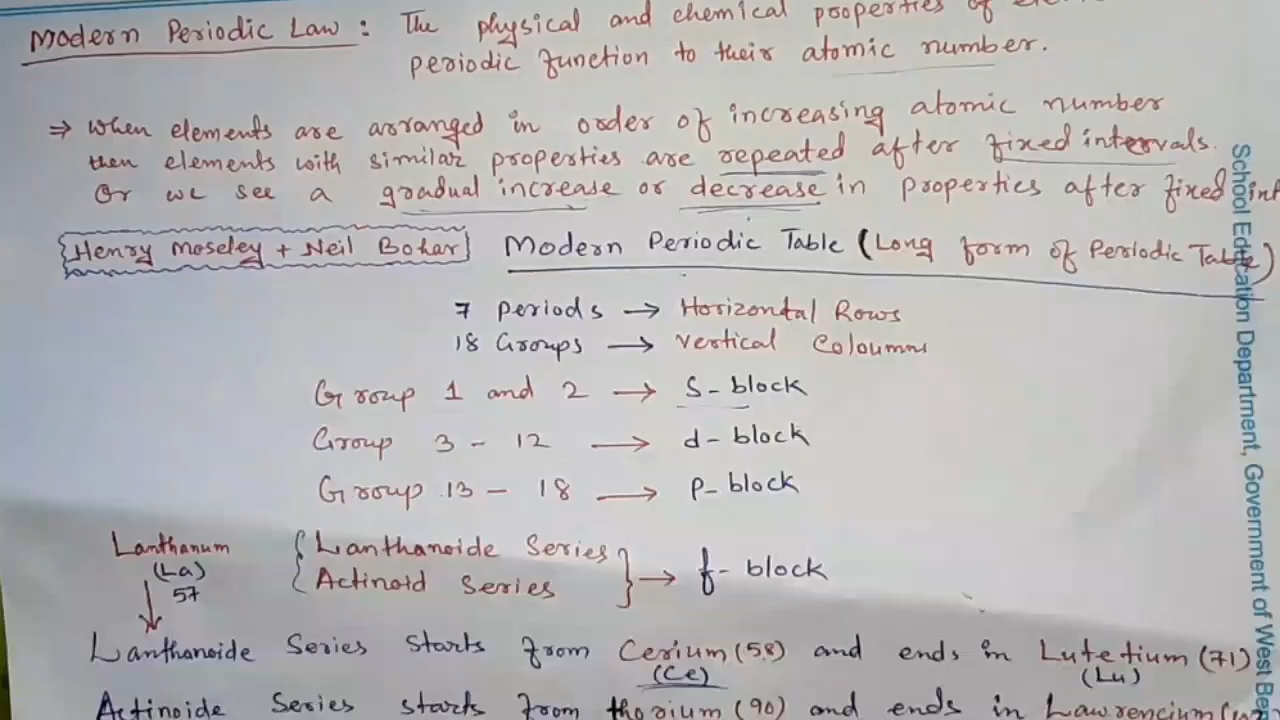 Modern Periodic Law : The physical and chemical properties of
periodic function to their atomic number.
⇒ When elements are arranged in order of increasing atomic number
then elements with similar properties are repeated after fixed intervals.
Or we see a gradual increase or decrease in properties after fixed int
{Henry Moseley + Neil Bohar} Modern Periodic Table (Long form of Periodic Table)
7 Periods → Horizontal Rows
18 Groups → Vertical Coloumns
Group 1 and 2 → S-block
Group 3 - 12 → d-block
Group 13 - 18 → p-block
Lanthanum { Lanthanoide Series
(La) { Actinoid Series } → f-block
57
Lanthanoide Series starts from Cerium (58) and ends in Lutetium (71)
(Ce) (Lu)
Actinoide Series starts from thorium (90) and ends in Lawrencium
School Education Department, Government of West Be